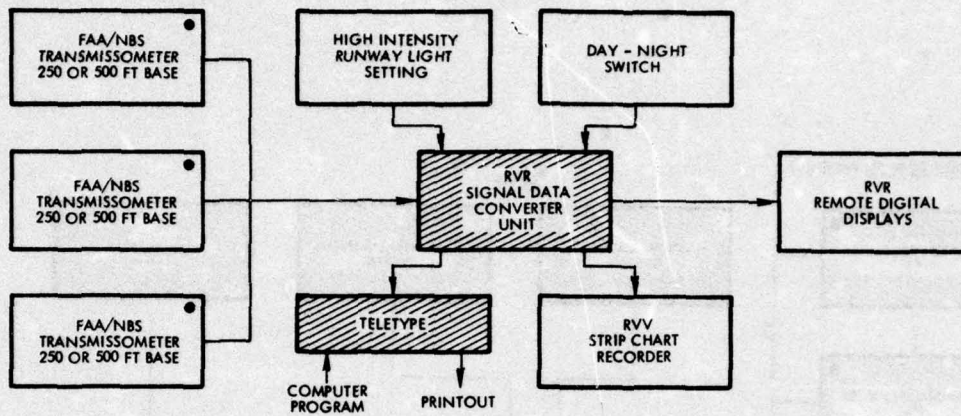 FAA/NBS
TRANSMISSOMETER
250 OR 500 FT BASE
HIGH INTENSITY
RUNWAY LIGHT
SETTING
DAY - NIGHT
SWITCH
FAA/NBS
TRANSMISSOMETER
250 OR 500 FT BASE
RVR
SIGNAL DATA
CONVERTER
UNIT
RVR
REMOTE DIGITAL
DISPLAYS
FAA/NBS
TRANSMISSOMETER
250 OR 500 FT BASE
TELETYPE
RVV
STRIP CHART
RECORDER
COMPUTER
PROGRAM
PRINTOUT